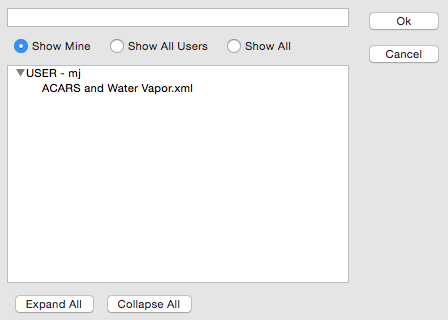 Ok
Show Mine Show All Users Show All
Cancel
USER - mj
ACARS and Water Vapor.xml
Expand All Collapse All